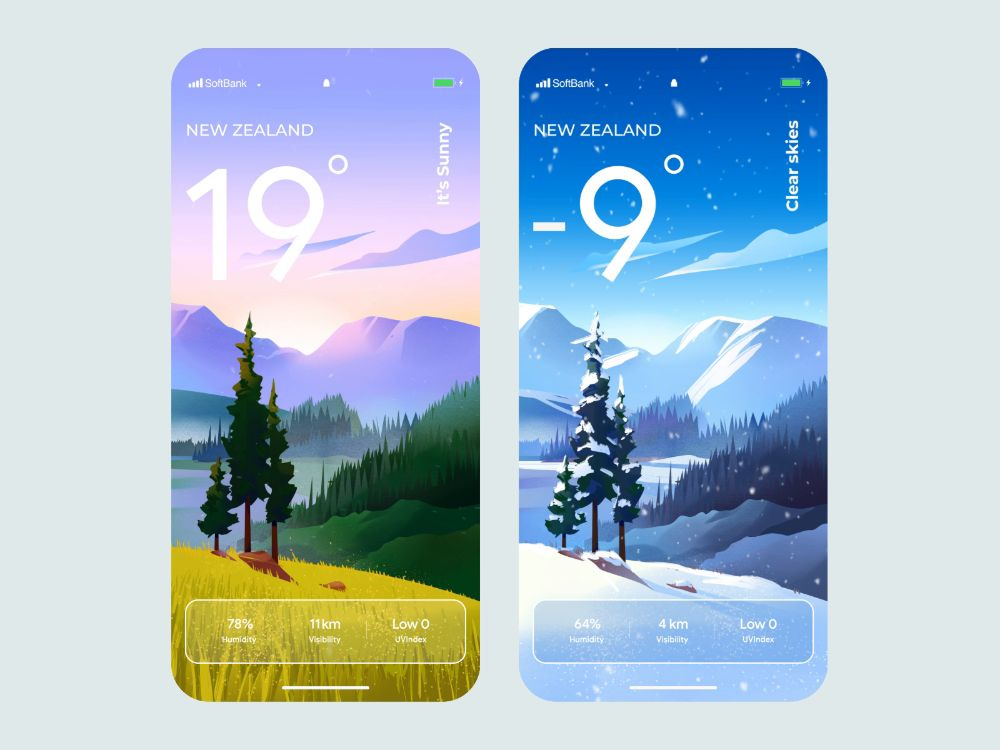 SoftBank
NEW ZEALAND
It's Sunny
19°
78%
Humidity
11km
Visibility
Low 0
UVIndex
SoftBank
NEW ZEALAND
Clear skies
-9°
64%
Humidity
4 km
Visibility
Low 0
UVIndex